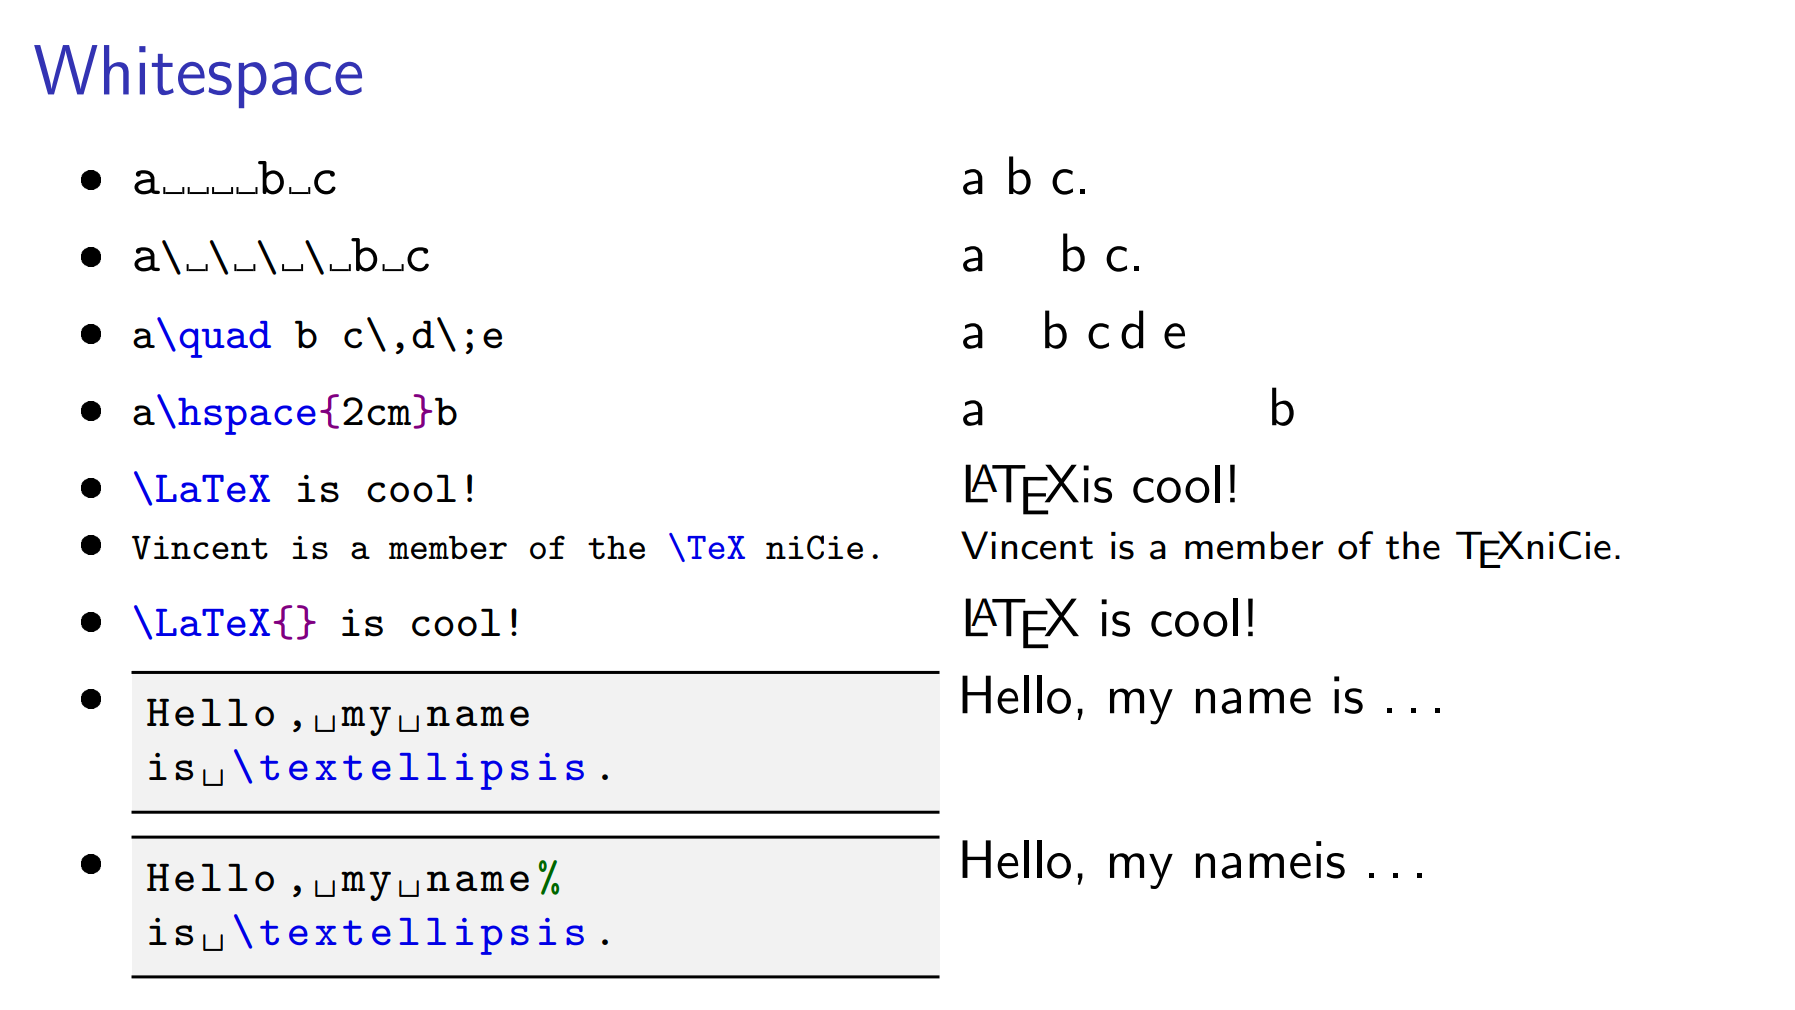 Whitespace
• a␣␣␣␣b␣c a b c.
• a\␣\␣\␣\␣b␣c a b c.
• a\quad b c\,d\;e a b c d e
• a\hspace{2cm}b a b
• \LaTeX is cool! LATEXis cool!
• Vincent is a member of the \TeX niCie. Vincent is a member of the TEXniCie.
• \LaTeX{} is cool! LATEX is cool!
• Hello,␣my␣name Hello, my name is ...
is␣\textellipsis.
• Hello,␣my␣name% Hello, my nameis ...
is␣\textellipsis.